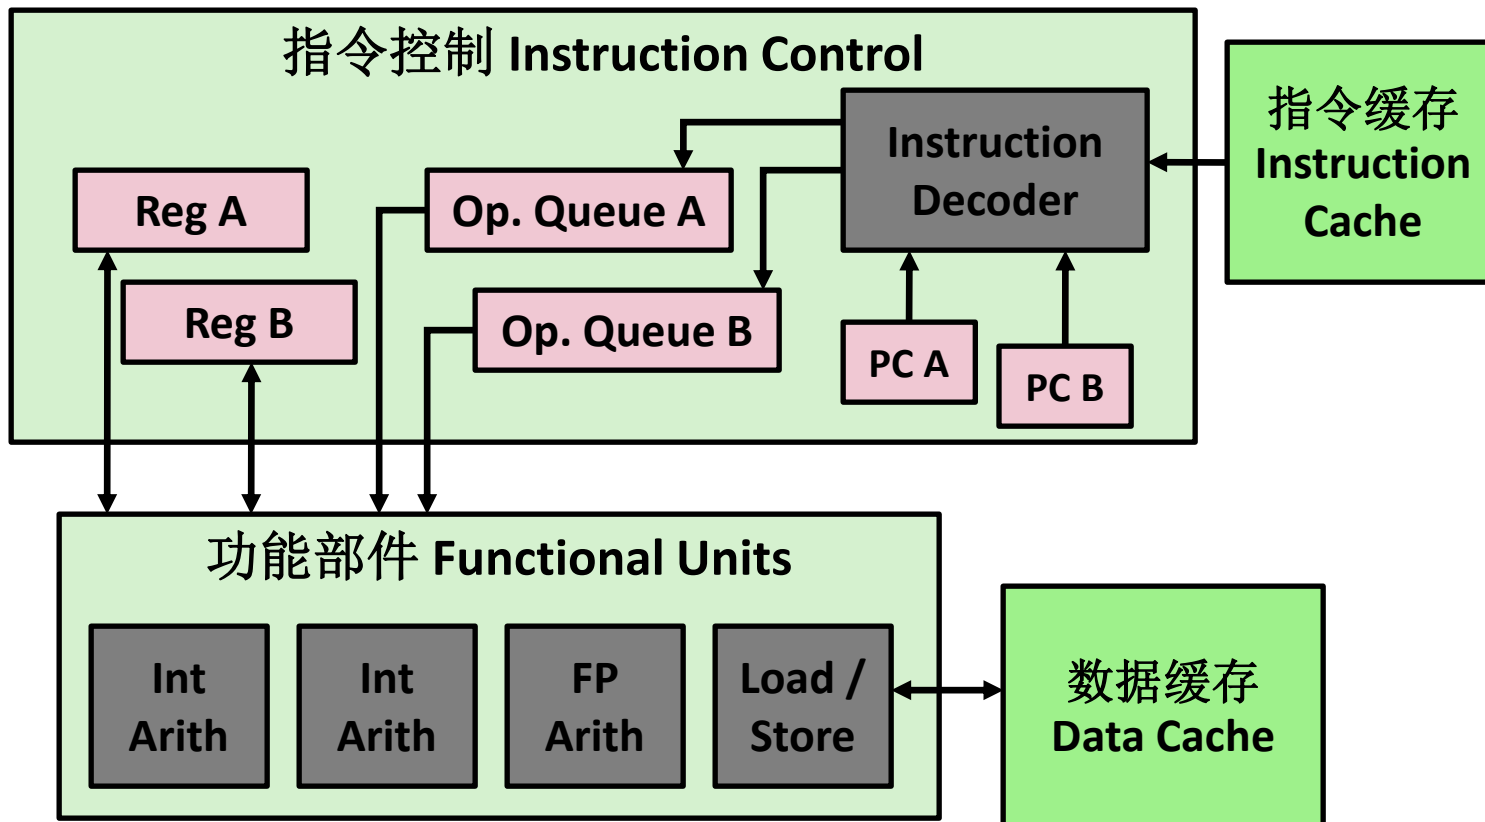 指令控制 Instruction Control
指令缓存
Instruction
Cache
Instruction
Decoder
Reg A
Op. Queue A
Reg B
Op. Queue B
PC A
PC B
功能部件 Functional Units
Int
Arith
Int
Arith
FP
Arith
Load /
Store
数据缓存
Data Cache